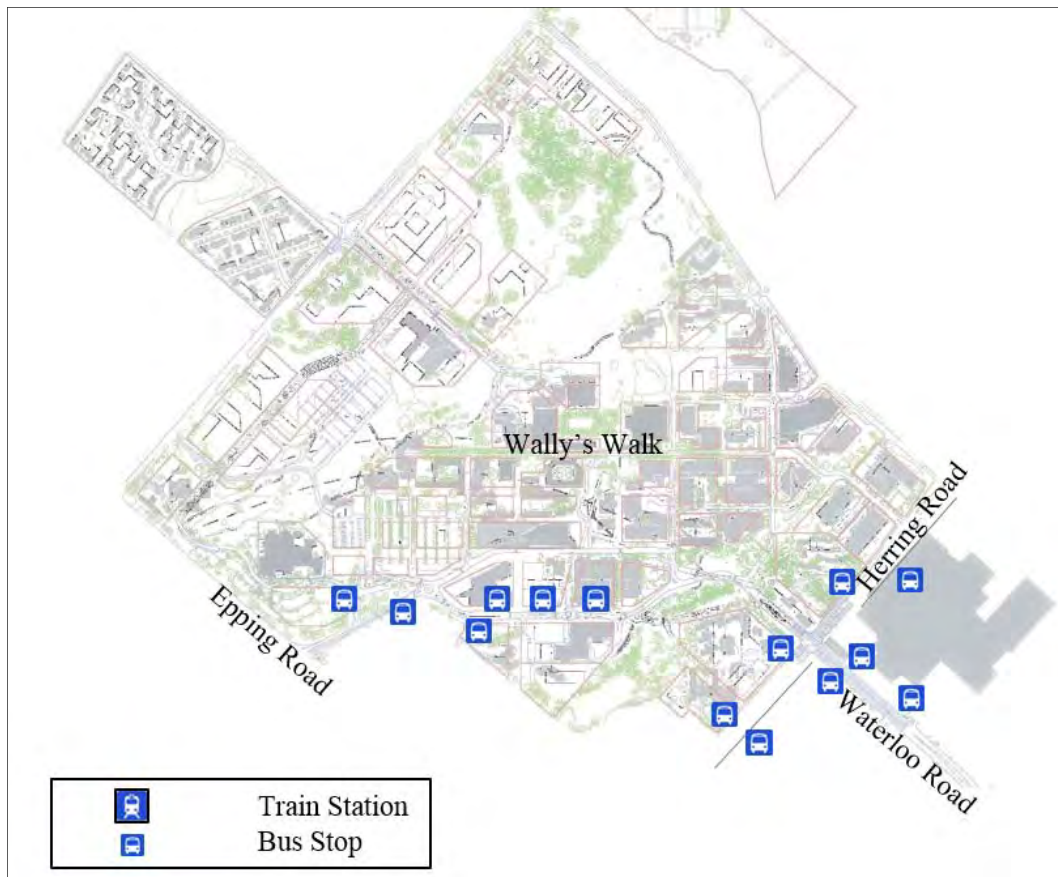 Wally's Walk
Herring Road
Epping Road
Waterloo Road
Train Station
Bus Stop